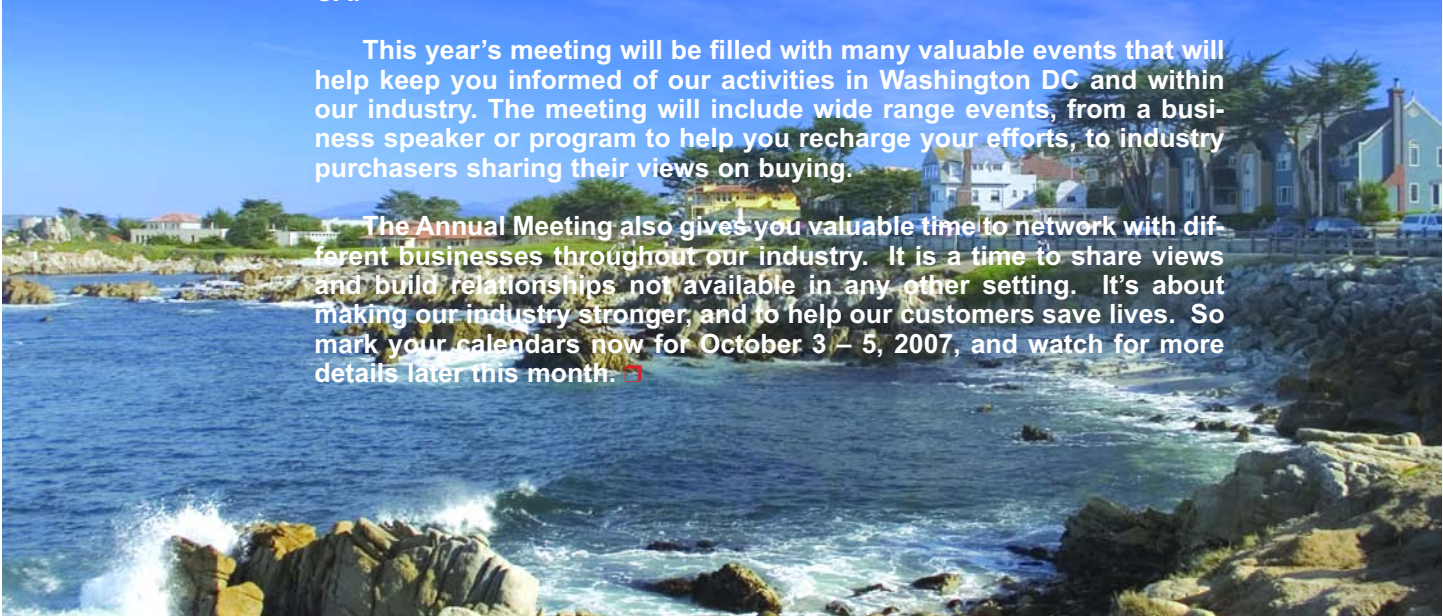 This year’s meeting will be filled with many valuable events that will
help keep you informed of our activities in Washington DC and within
our industry. The meeting will include wide range events, from a busi-
ness speaker or program to help you recharge your efforts, to industry
purchasers sharing their views on buying.
The Annual Meeting also gives you valuable time to network with dif-
ferent businesses throughout our industry.  It is a time to share views
and build relationships not available in any other setting.  It’s about
making our industry stronger, and to help our customers save lives.  So
mark your calendars now for October 3 – 5, 2007, and watch for more
details later this month.